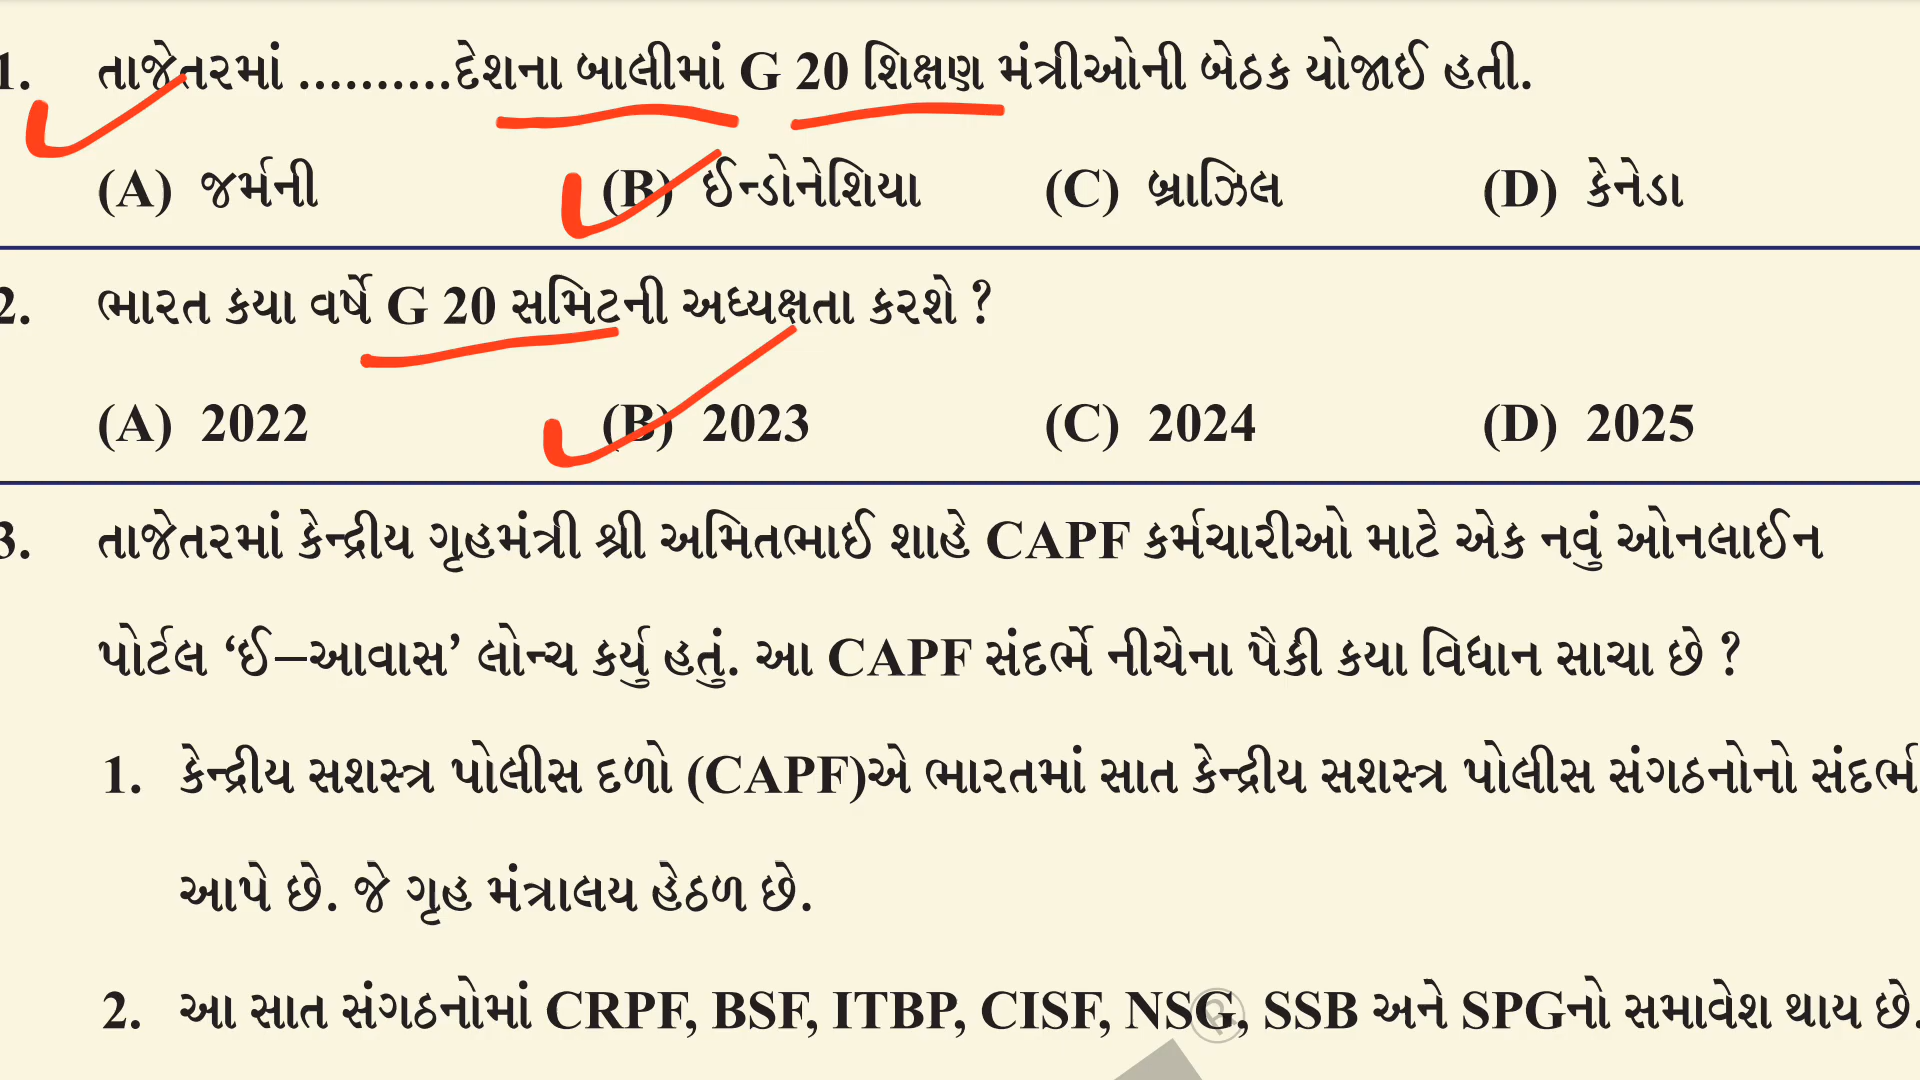 1. તાજેતરમાં ..........દેશના બાલીમાં G 20 શિક્ષણ મંત્રીઓની બેઠક યોજાઈ હતી.
(A) જર્મની (B) ઈન્ડોનેશિયા (C) બ્રાઝિલ (D) કેનેડા
2. ભારત કયા વર્ષે G 20 સમિટની અધ્યક્ષતા કરશે ?
(A) 2022 (B) 2023 (C) 2024 (D) 2025
3. તાજેતરમાં કેન્દ્રીય ગૃહમંત્રી શ્રી અમિતભાઈ શાહે CAPF કર્મચારીઓ માટે એક નવું ઓનલાઈન
પોર્ટલ ‘ઈ–આવાસ’ લોન્ચ કર્યુ હતું. આ CAPF સંદર્ભે નીચેના પૈકી કયા વિધાન સાચા છે ?
1. કેન્દ્રીય સશસ્ત્ર પોલીસ દળો (CAPF)એ ભારતમાં સાત કેન્દ્રીય સશસ્ત્ર પોલીસ સંગઠનોનો સંદર્ભ
આપે છે. જે ગૃહ મંત્રાલય હેઠળ છે.
2. આ સાત સંગઠનોમાં CRPF, BSF, ITBP, CISF, NSG, SSB અને SPGનો સમાવેશ થાય છે.
®